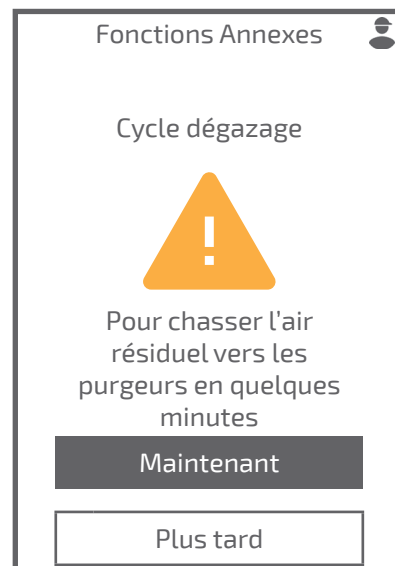 Fonctions Annexes
Cycle dégazage
!
Pour chasser l'air
résiduel vers les
purgeurs en quelques
minutes
Maintenant
Plus tard